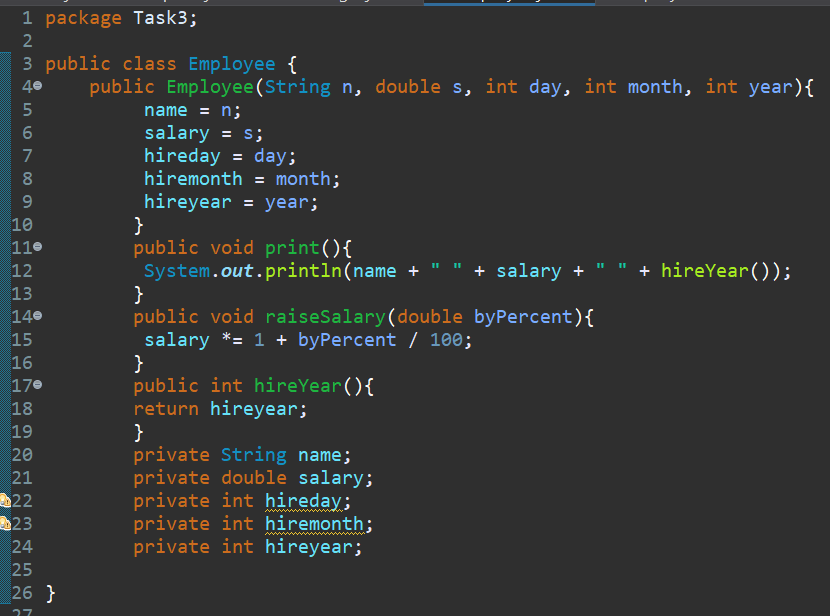 1 package Task3;
2
3 public class Employee {
4 public Employee(String n, double s, int day, int month, int year){
5 name = n;
6 salary = s;
7 hireday = day;
8 hiremonth = month;
9 hireyear = year;
10 }
11 public void print(){
12 System.out.println(name + " " + salary + " " + hireYear());
13 }
14 public void raiseSalary(double byPercent){
15 salary *= 1 + byPercent / 100;
16 }
17 public int hireYear(){
18 return hireyear;
19 }
20 private String name;
21 private double salary;
22 private int hireday;
23 private int hiremonth;
24 private int hireyear;
25
26 }
27